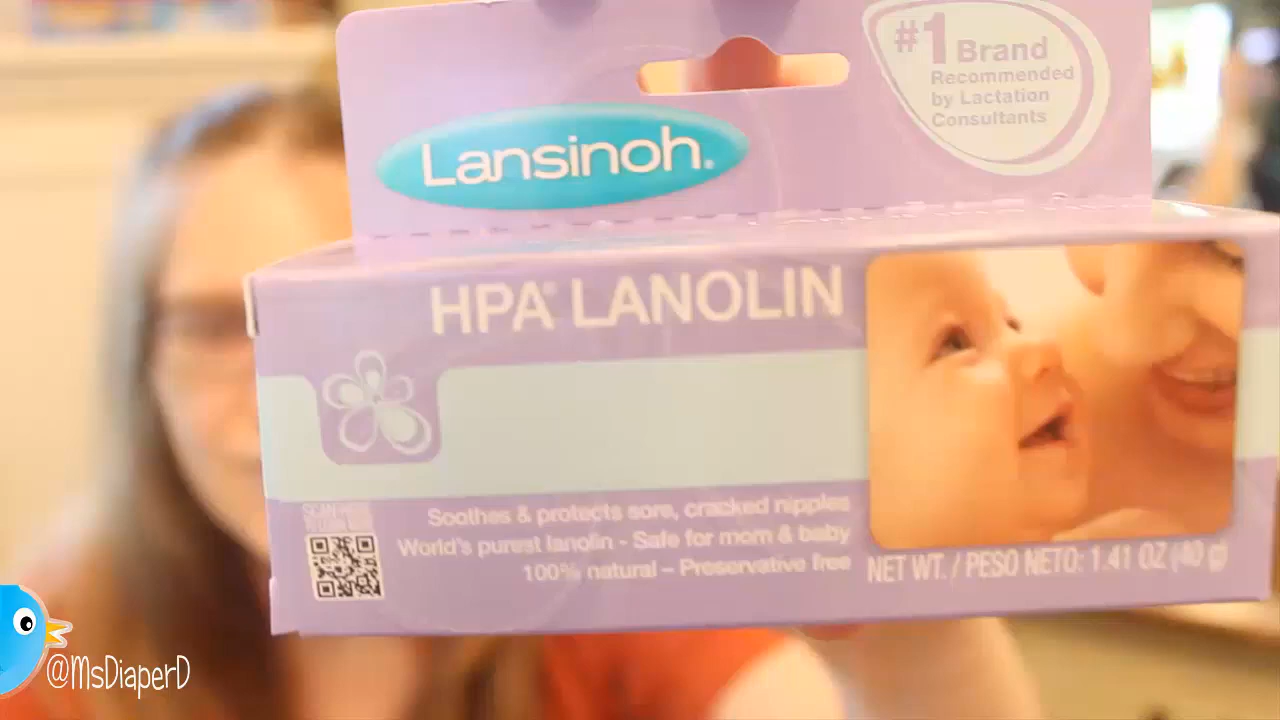 #1 Brand
Recommended
by Lactation
Consultants
Lansinoh.
HPA® LANOLIN
Soothes & protects sore, cracked nipples
World's purest lanolin - Safe for mom & baby
100% natural – Preservative free
NET WT. / PESO NETO: 1.41 OZ (40 g)
@MsDiaperD